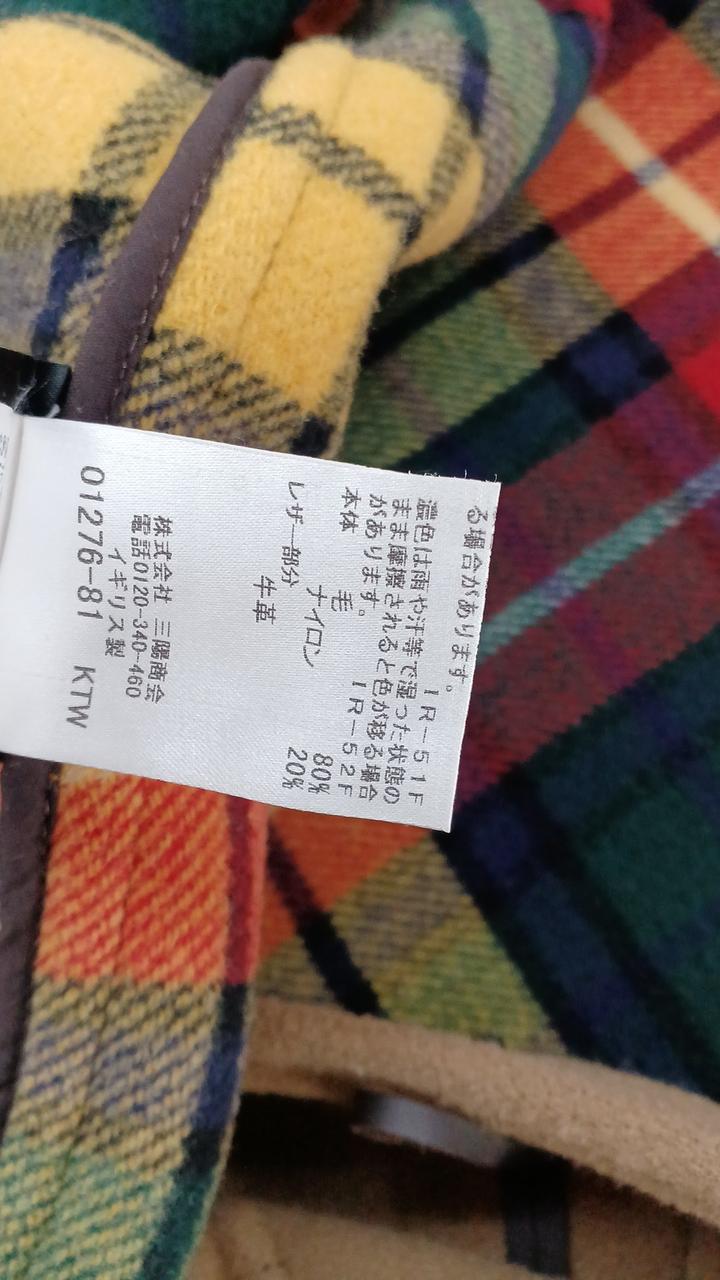 る場合があります。
IR-51F
濃色は雨や汗等で湿った状態の
まま摩擦されると色が移る場合
があります。
IR-52F
本体
毛 80%
ナイロン 20%
レザー部分
牛革
株式会社 三陽商会
電話0120-340-460
イギリス製
01276-81 KTW